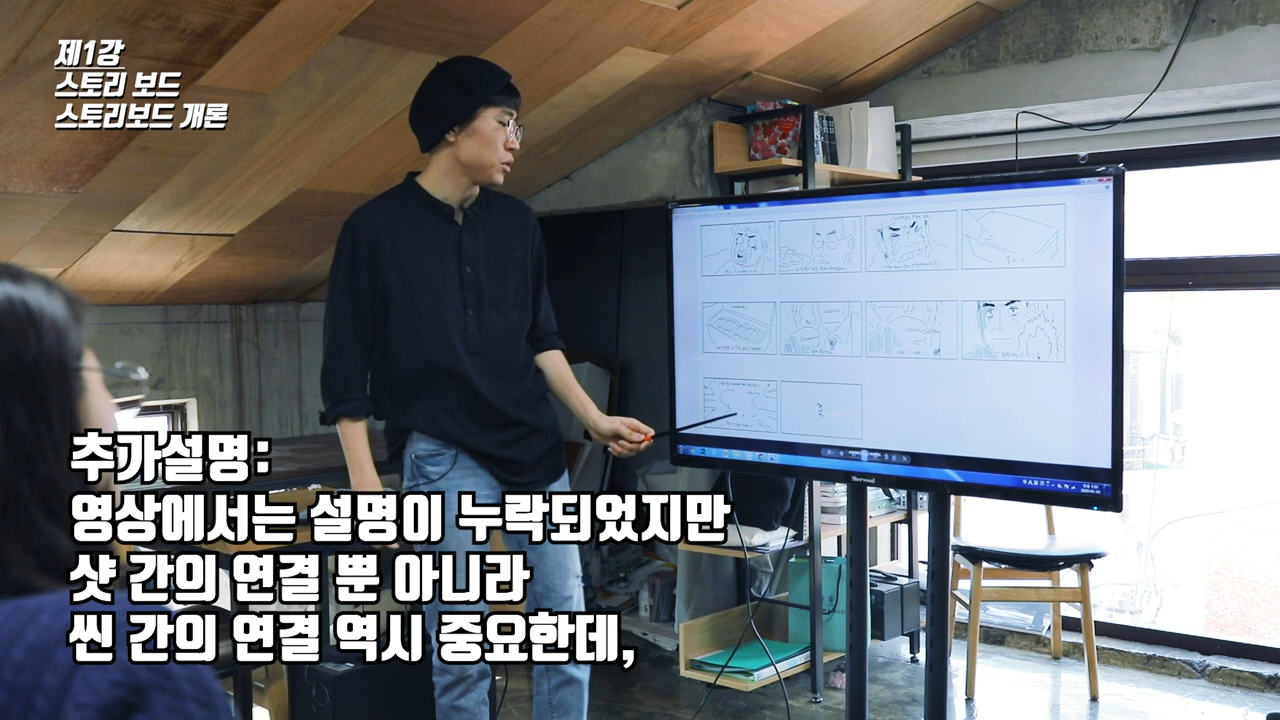 제1강
스토리 보드
스토리보드 개론
추가설명:
영상에서는 설명이 누락되었지만
샷 간의 연결 뿐 아니라
씬 간의 연결 역시 중요한데,
끗
Sherwood